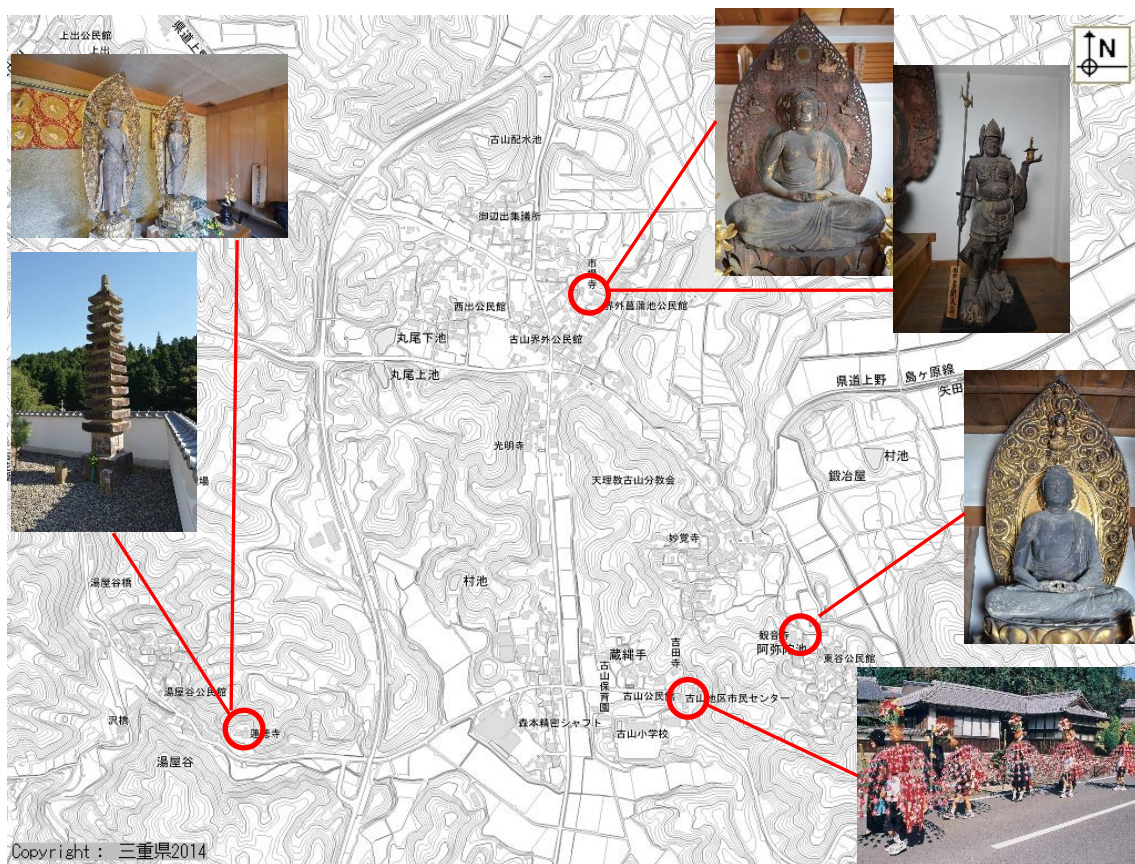 上出公民館
上出
県道上
N
古山配水池
御辺出集議所
市場寺
西出公民館
界外菖蒲池公民館
丸尾下池
古山界外公民館
丸尾上池
県道上野
島ヶ原線
矢田
光明寺
村池
天理教古山分教会
鍛冶屋
妙覚寺
湯屋谷橋
村池
観音寺
阿弥陀池
東谷公民館
吉田寺
蔵縄手
古山保育園
湯屋谷公民館
古山公民館
古山地区市民センター
沢橋
蓮徳寺
森本精密シャフト
古山小学校
湯屋谷
Copyright : 三重県2014